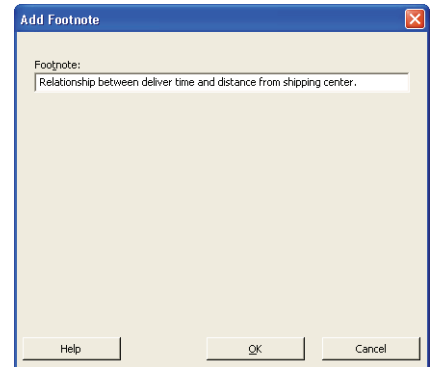 Add Footnote
Footnote:
Relationship between deliver time and distance from shipping center.
Help OK Cancel